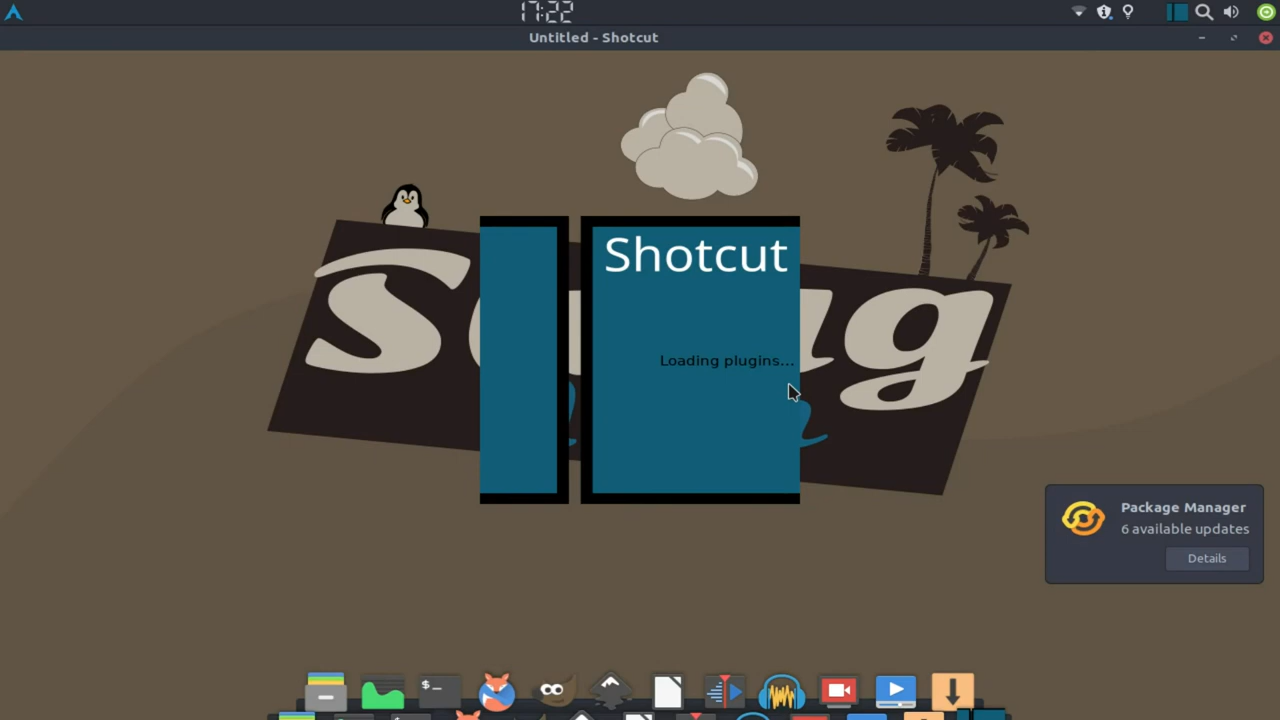 17:22
Untitled - Shotcut
Shotcut
Loading plugins...
Package Manager
6 available updates
Details
$_